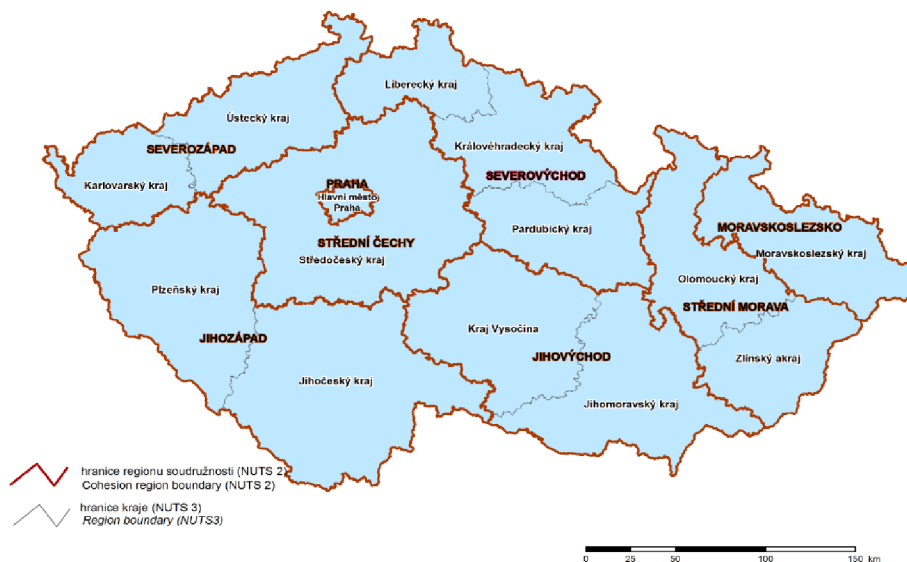 Liberecký kraj
Ústecký kraj
Královéhradecký kraj
SEVEROZÁPAD
SEVEROVÝCHOD
Karlovarský kraj
PRAHA
Hlavní město
Praha
Pardubický kraj
MORAVSKOSLEZSKO
STŘEDNÍ ČECHY
Moravskoslezský kraj
Středočeský kraj
Olomoucký kraj
Plzeňský kraj
STŘEDNÍ MORAVA
Kraj Vysočina
JIHOZÁPAD
JIHOVÝCHOD
Zlínský akraj
Jihočeský kraj
Jihomoravský kraj
hranice regionu soudružnosti (NUTS 2)
Cohesion region boundary (NUTS 2)
hranice kraje (NUTS 3)
Region boundary (NUTS3)
0 25 50 100 150 km